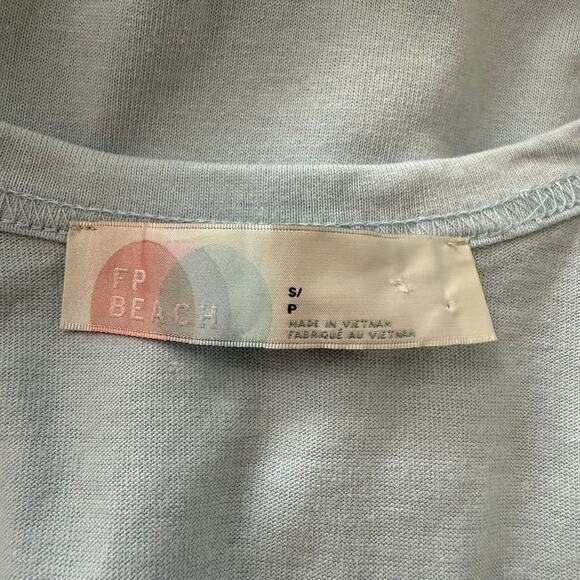 FP
BEACH
S/
P
MADE IN VIETNAM
FABRIQUÉ AU VIETNAM